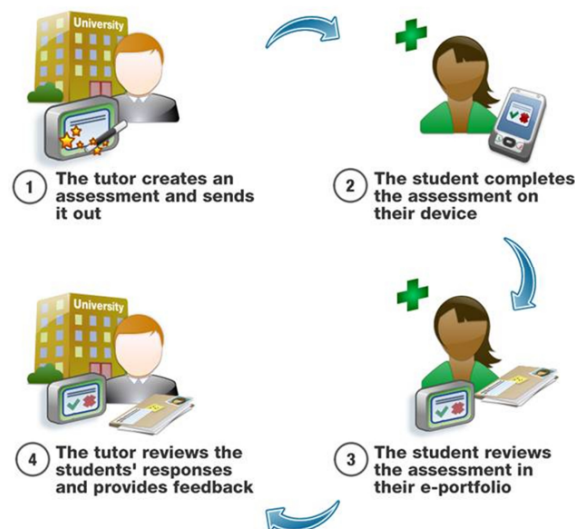 University
1
The tutor creates an
assessment and sends
it out
2
The student completes
the assessment on
their device
University
4
The tutor reviews the
students' responses
and provides feedback
3
The student reviews
the assessment in
their e-portfolio